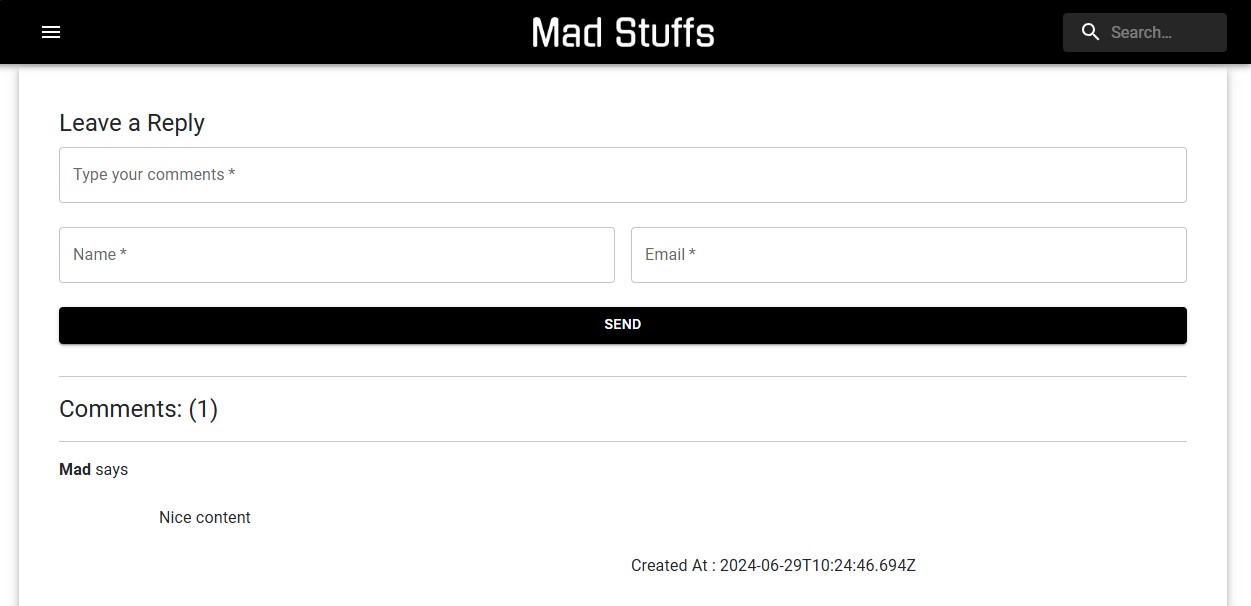 Mad Stuffs
Search...
Leave a Reply
Type your comments *
Name *
Email *
SEND
Comments: (1)
Mad says
Nice content
Created At : 2024-06-29T10:24:46.694Z